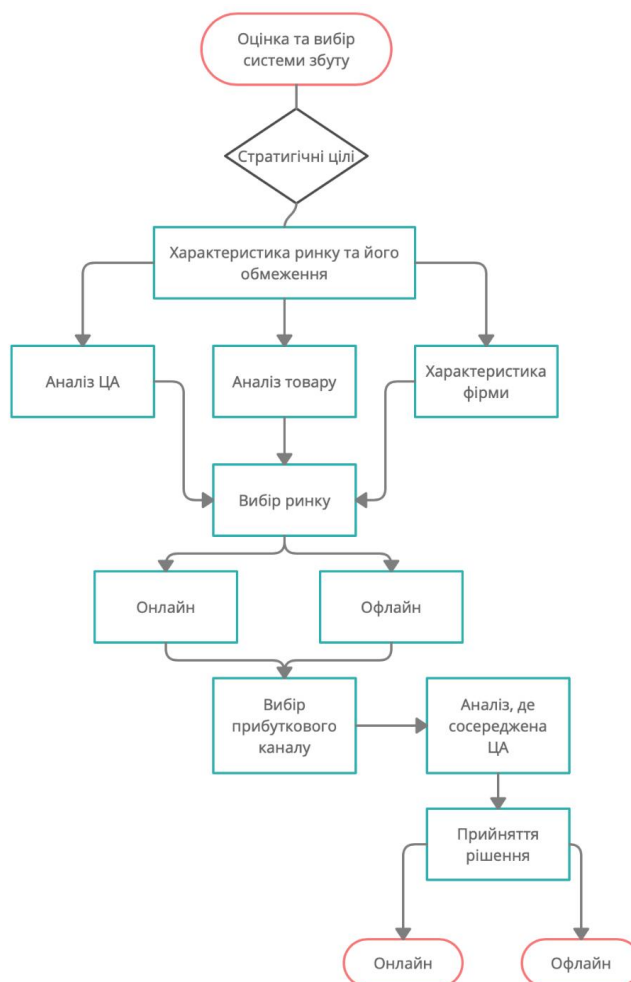 Оцінка та вибір
системи збуту
Стратигічні цілі
Характеристика ринку та його
обмеження
Аналіз ЦА
Аналіз товару
Характеристика
фірми
Вибір ринку
Онлайн
Офлайн
Вибір
прибуткового
каналу
Аналіз, де
сосереджена
ЦА
Прийняття
рішення
Онлайн
Офлайн